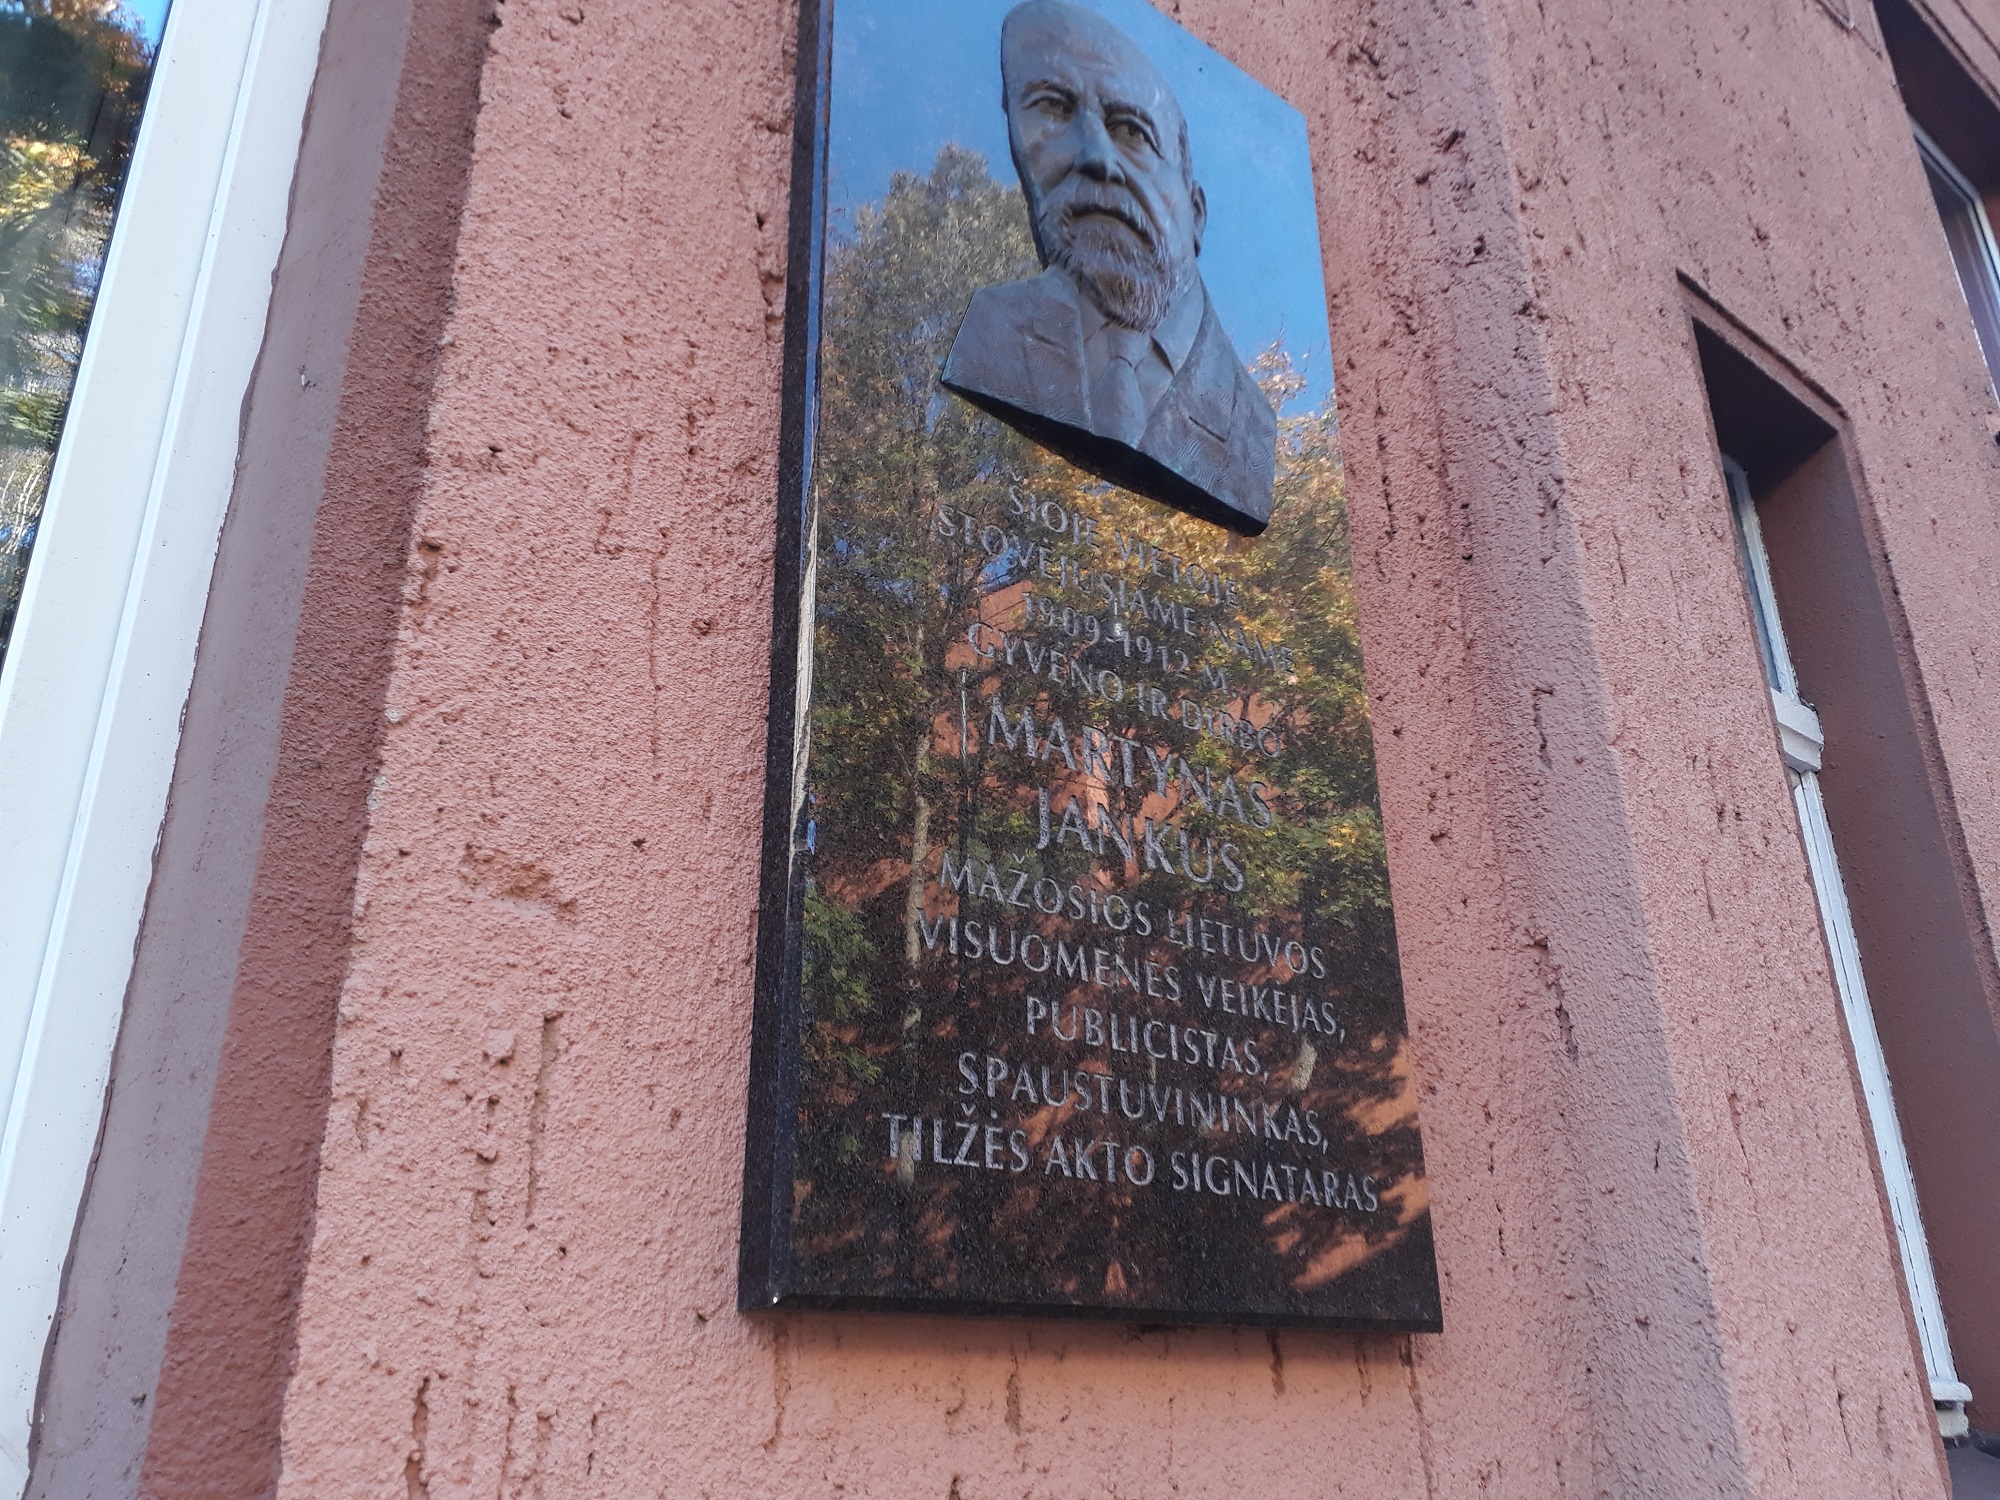 ŠIOJE VIETOJE
STOVĖJUSIAME NAME
1909-1912 M.
GYVENO IR DIRBO
MARTYNAS
JANKUS
MAŽOSIOS LIETUVOS
VISUOMENĖS VEIKĖJAS,
PUBLICISTAS,
SPAUSTUVININKAS,
TILŽĖS AKTO SIGNATARAS